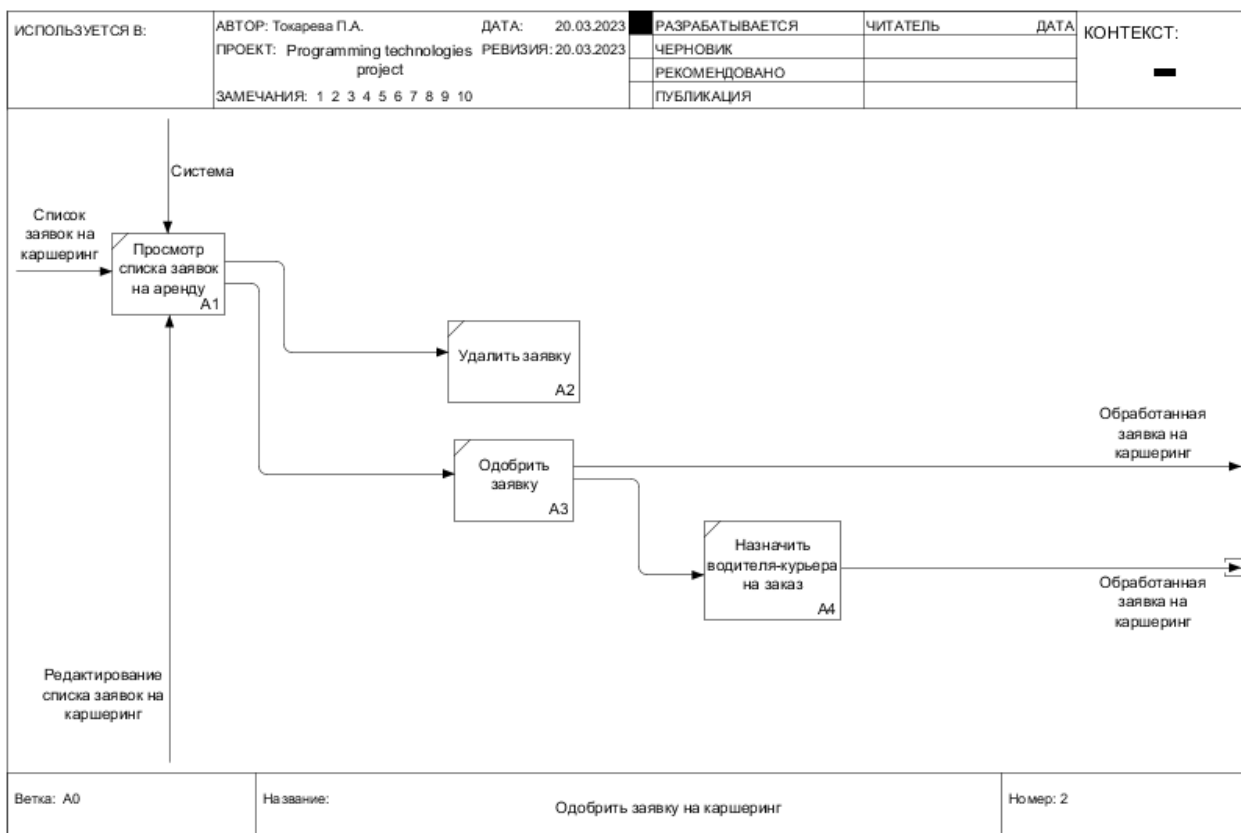 ИСПОЛЬЗУЕТСЯ В:
АВТОР: Токарева П.А.
ДАТА: 20.03.2023
ПРОЕКТ: Programming technologies
project
РЕВИЗИЯ: 20.03.2023
ЗАМЕЧАНИЯ: 1 2 3 4 5 6 7 8 9 10
РАЗРАБАТЫВАЕТСЯ
ЧЕРНОВИК
РЕКОМЕНДОВАНО
ПУБЛИКАЦИЯ
ЧИТАТЕЛЬ
ДАТА
КОНТЕКСТ:
Система
Список
заявок на
каршеринг
Просмотр
списка заявок
на аренду
A1
Удалить заявку
A2
Одобрить
заявку
A3
Обработанная
заявка на
каршеринг
Назначить
водителя-курьера
на заказ
A4
Обработанная
заявка на
каршеринг
Редактирование
списка заявок на
каршеринг
Ветка: A0
Название:
Одобрить заявку на каршеринг
Номер: 2